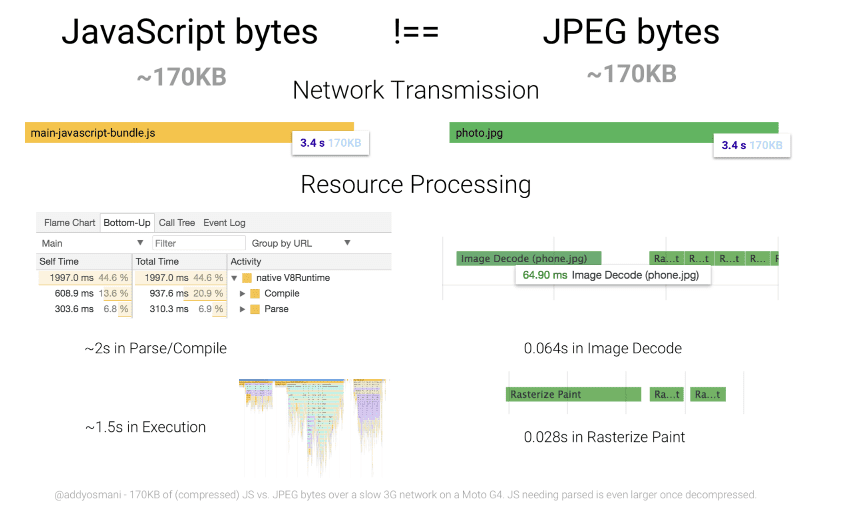 JavaScript bytes !== JPEG bytes
~170KB ~170KB
Network Transmission
main-javascript-bundle.js
3.4 s 170KB
photo.jpg
3.4 s 170KB
Resource Processing
Flame Chart Bottom-Up Call Tree Event Log
Main ▼ Filter Group by URL ▼
Self Time Total Time Activity
1997.0 ms 44.6 % 1997.0 ms 44.6 % ▼ native V8Runtime
608.9 ms 13.6 % 937.6 ms 20.9 % ▶ Compile
303.6 ms 6.8 % 310.3 ms 6.9 % ▶ Parse
Image Decode (phone.jpg) Ra...t R...t R...t R... R
64.90 ms Image Decode (phone.jpg)
~2s in Parse/Compile
0.064s in Image Decode
Rasterize Paint Ra...t Ra...t
~1.5s in Execution
0.028s in Rasterize Paint
@addyosmani - 170KB of (compressed) JS vs. JPEG bytes over a slow 3G network on a Moto G4. JS needing parsed is even larger once decompressed.